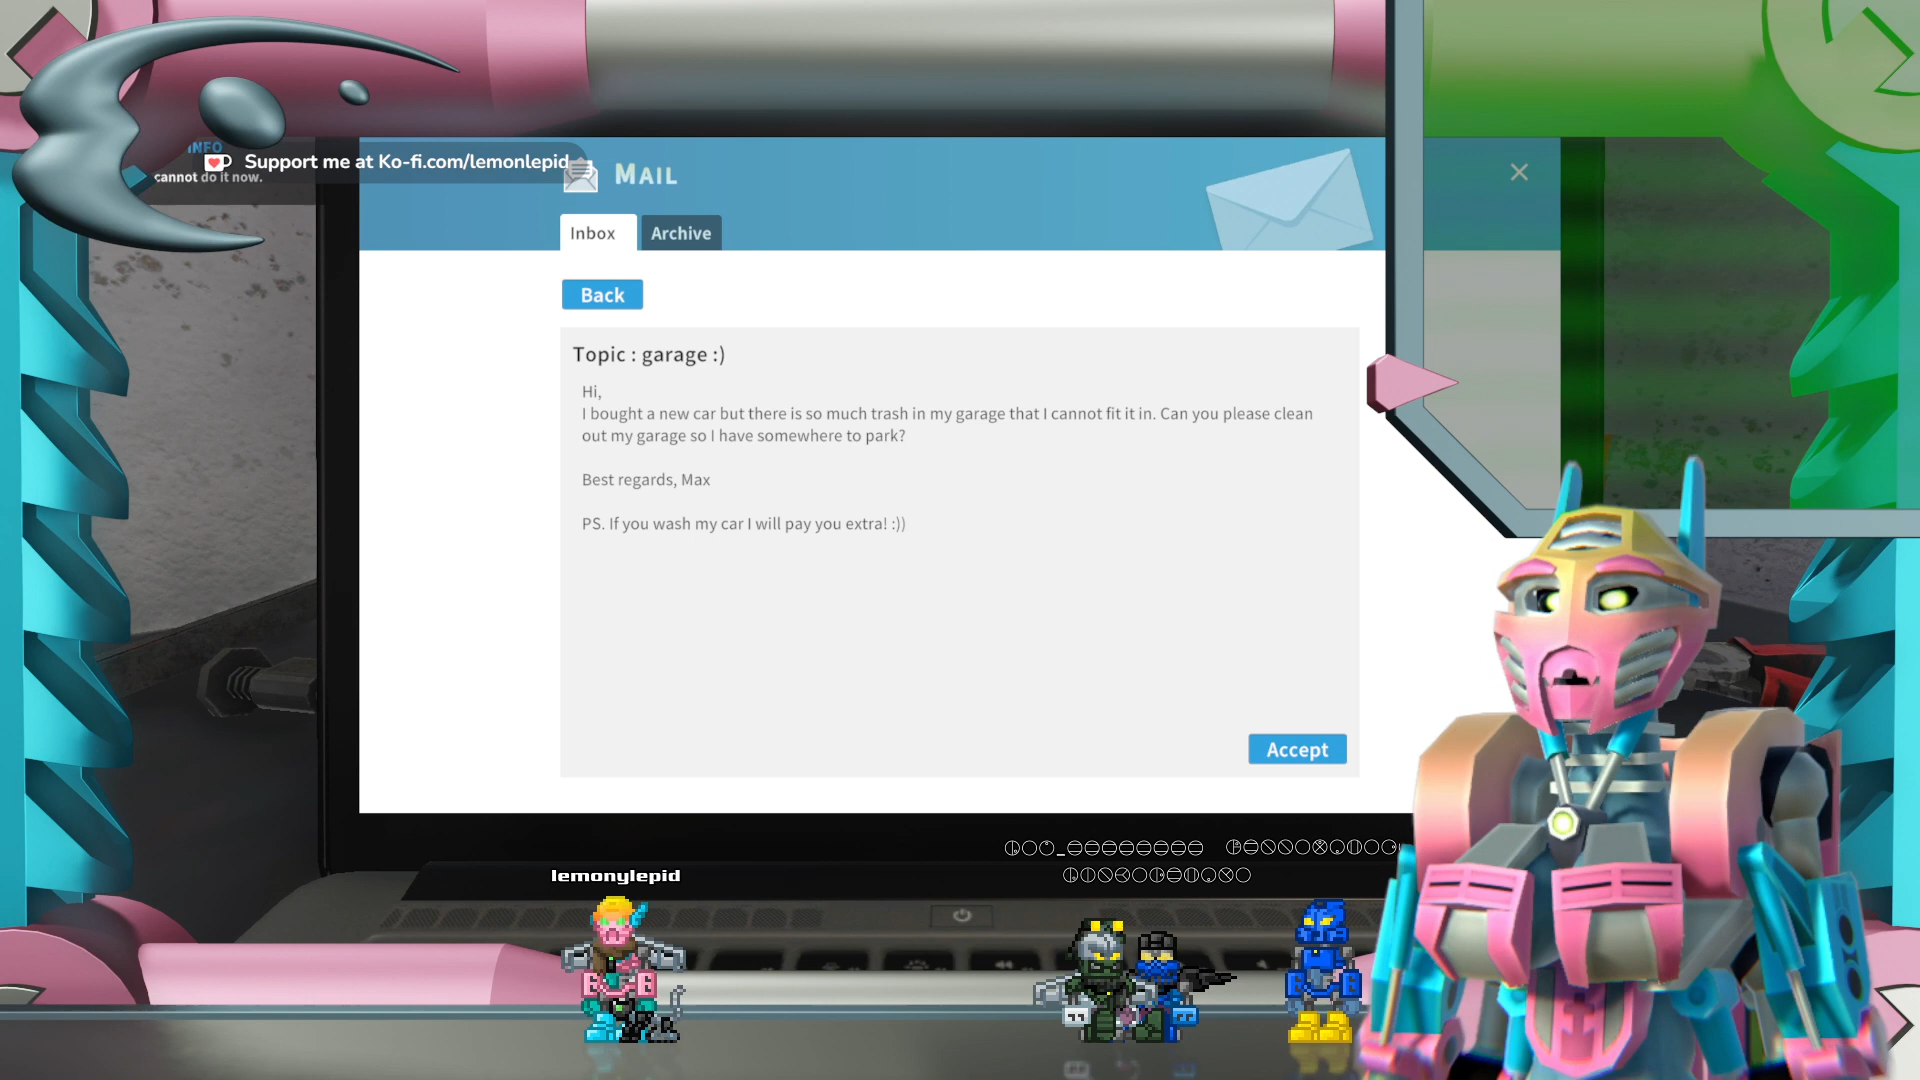 INFO
Support me at Ko-fi.com/lemonlepid
cannot do it now.
MAIL
Inbox
Archive
Back
Topic : garage :)
Hi,
I bought a new car but there is so much trash in my garage that I cannot fit it in. Can you please clean
out my garage so I have somewhere to park?
Best regards, Max
PS. If you wash my car I will pay you extra! :))
Accept
lemonylepid